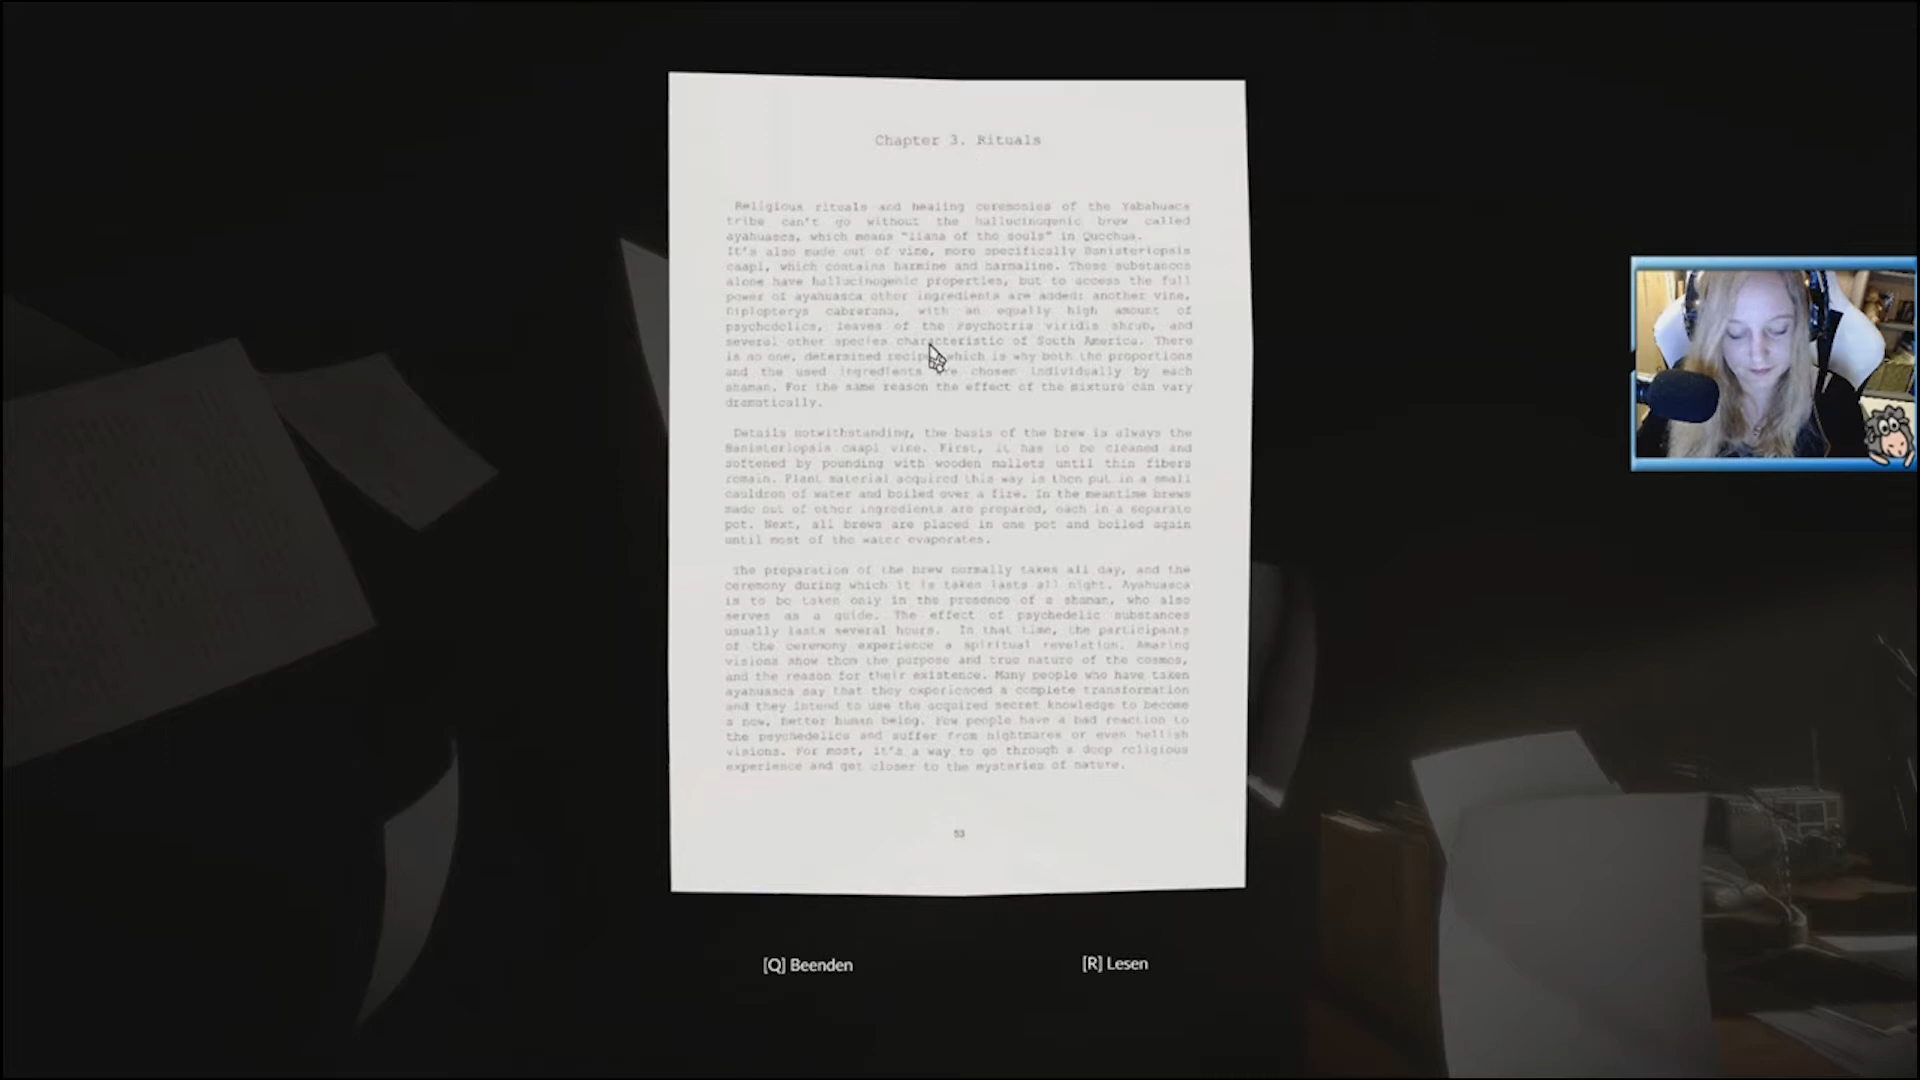 Chapter 3. Rituals
Religious rituals and healing ceremonies of the Yabahuaca
tribe can't go without the hallucinogenic brew called
ayahuasca, which means "liana of the souls" in Quechua.
It's also made out of vine, more specifically Banisteriopsis
caapi, which contains harmine and harmaline. These substances
alone have hallucinogenic properties, but to access the full
power of ayahuasca other ingredients are added: another vine,
Diplopterys cabrerana, with an equally high amount of
psychedelics, leaves of the Psychotria viridis shrub, and
several other species characteristic of South America. There
is no one, determined recipe which is why both the proportions
and the used ingredients are chosen individually by each
shaman. For the same reason the effect of the mixture can vary
dramatically.
Details notwithstanding, the basis of the brew is always the
Banisteriopsis caapi vine. First, it has to be cleaned and
softened by pounding with wooden mallets until thin fibers
remain. Plant material acquired this way is then put in a small
cauldron of water and boiled over a fire. In the meantime brews
made out of other ingredients are prepared, each in a separate
pot. Next, all brews are placed in one pot and boiled again
until most of the water evaporates.
The preparation of the brew normally takes all day, and the
ceremony during which it is taken lasts all night. Ayahuasca
is to be taken only in the presence of a shaman, who also
serves as a guide. The effect of psychedelic substances
usually lasts several hours. In that time, the participants
of the ceremony experience a spiritual revelation. Amazing
visions show them the purpose and true nature of the cosmos,
and the reason for their existence. Many people who have taken
ayahuasca say that they experienced a complete transformation
and they intend to use the acquired secret knowledge to become
a new, better human being. Few people have a bad reaction to
the psychedelics and suffer from nightmares or even hellish
visions. For most, it's a way to go through a deep religious
experience and get closer to the mysteries of nature.
53
[Q] Beenden
[R] Lesen